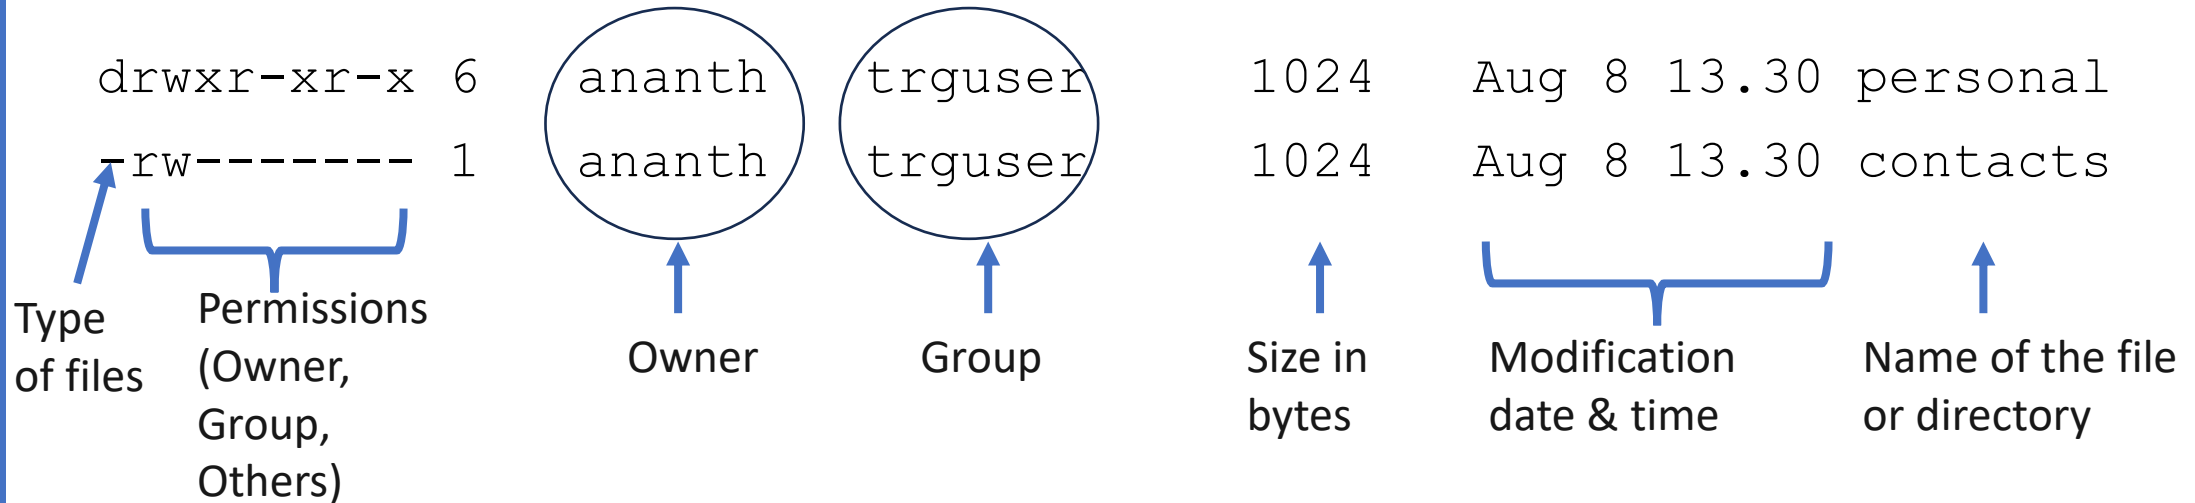 drwxr-xr-x 6 ananth trguser 1024 Aug 8 13.30 personal
-rw------- 1 ananth trguser 1024 Aug 8 13.30 contacts
Type
of files
Permissions
(Owner,
Group,
Others)
Owner
Group
Size in
bytes
Modification
date & time
Name of the file
or directory